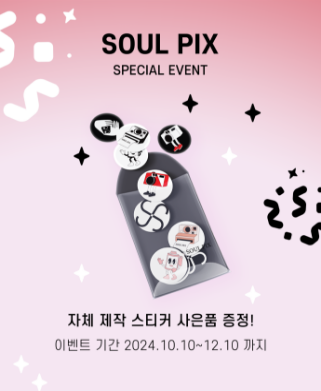 SOUL PIX
SPECIAL EVENT
SOUL
자체 제작 스티커 사은품 증정!
이벤트 기간 2024.10.10~12.10 까지